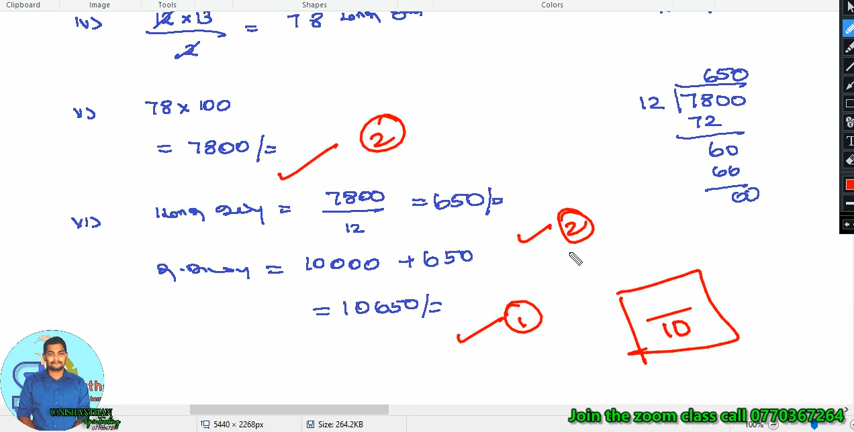 Clipboard Image Tools Shapes Colors
iv) 12 x 13 / 2 = 78
v) 78 x 100
= 7800/=
2
vi) = 7800 / 12 = 650/=
2
= 10000 + 650
= 10650/=
1
650
12 7800
72
60
60
00
10
5440 × 2268px Size: 264.2KB 100%
Join the zoom class call 0770367264